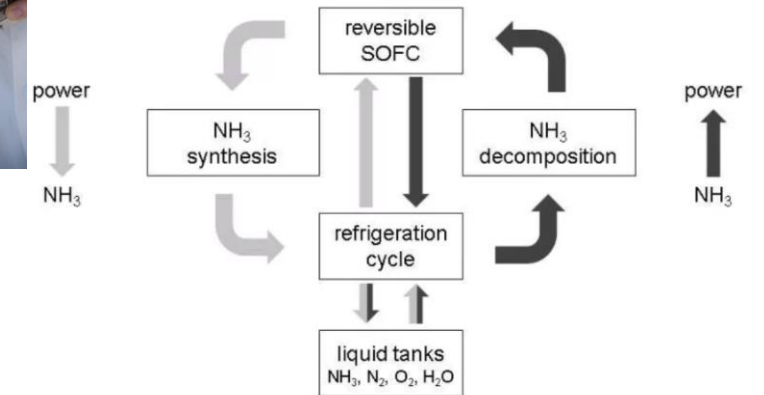 reversible
SOFC
power
NH₃
NH₃
synthesis
NH₃
decomposition
power
NH₃
refrigeration
cycle
liquid tanks
NH₃, N₂, O₂, H₂O